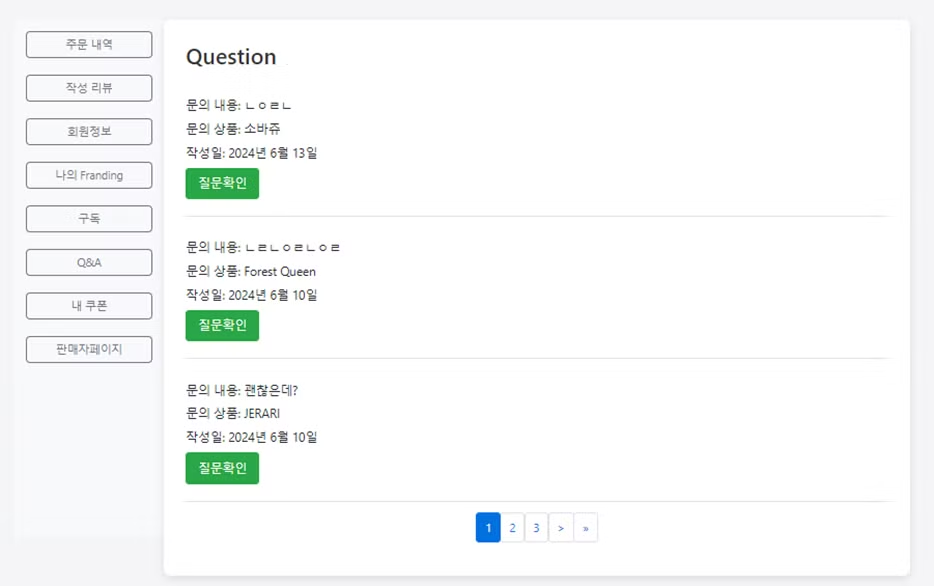 주문 내역
작성 리뷰
회원정보
나의 Franding
구독
Q&A
내 쿠폰
판매자페이지
Question
문의 내용: ㄴㅇㄹㄴ
문의 상품: 소바쥬
작성일: 2024년 6월 13일
질문확인
문의 내용: ㄴㄹㄴㅇㄹㄴㅇㄹ
문의 상품: Forest Queen
작성일: 2024년 6월 10일
질문확인
문의 내용: 괜찮은데?
문의 상품: JERARI
작성일: 2024년 6월 10일
질문확인
1 2 3 > »